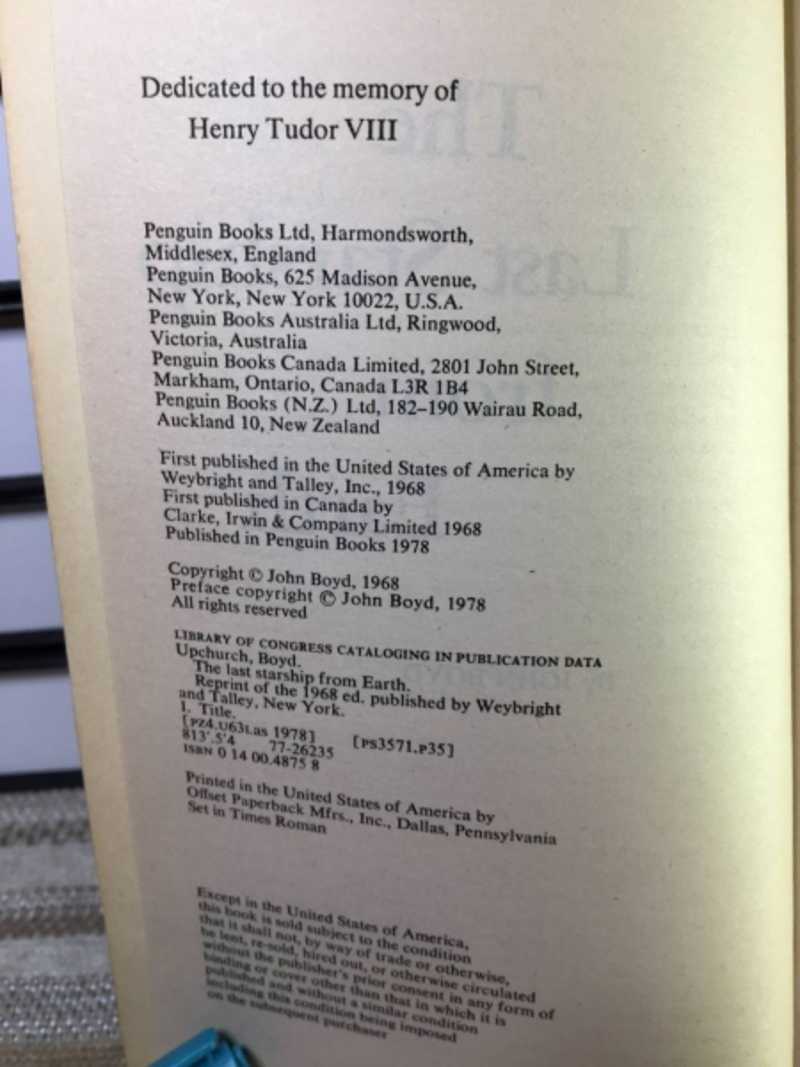 Dedicated to the memory of
Henry Tudor VIII
Penguin Books Ltd, Harmondsworth,
Middlesex, England
Penguin Books, 625 Madison Avenue,
New York, New York 10022, U.S.A.
Penguin Books Australia Ltd, Ringwood,
Victoria, Australia
Penguin Books Canada Limited, 2801 John Street,
Markham, Ontario, Canada L3R 1B4
Penguin Books (N.Z.) Ltd, 182–190 Wairau Road,
Auckland 10, New Zealand
First published in the United States of America by
Weybright and Talley, Inc., 1968
First published in Canada by
Clarke, Irwin & Company Limited 1968
Published in Penguin Books 1978
Copyright © John Boyd, 1968
Preface copyright © John Boyd, 1978
All rights reserved
LIBRARY OF CONGRESS CATALOGING IN PUBLICATION DATA
Upchurch, Boyd.
The last starship from Earth.
Reprint of the 1968 ed. published by Weybright
and Talley, New York.
I. Title.
[PZ4.U63Las 1978] [PS3571.P35]
813'.5'4 77-26235
ISBN 0 14 00.4875 8
Printed in the United States of America by
Offset Paperback Mfrs., Inc., Dallas, Pennsylvania
Set in Times Roman
Except in the United States of America,
this book is sold subject to the condition
that it shall not, by way of trade or otherwise,
be lent, re-sold, hired out, or otherwise circulated
without the publisher's prior consent in any form of
binding or cover other than that in which it is
published and without a similar condition
including this condition being imposed
on the subsequent purchaser